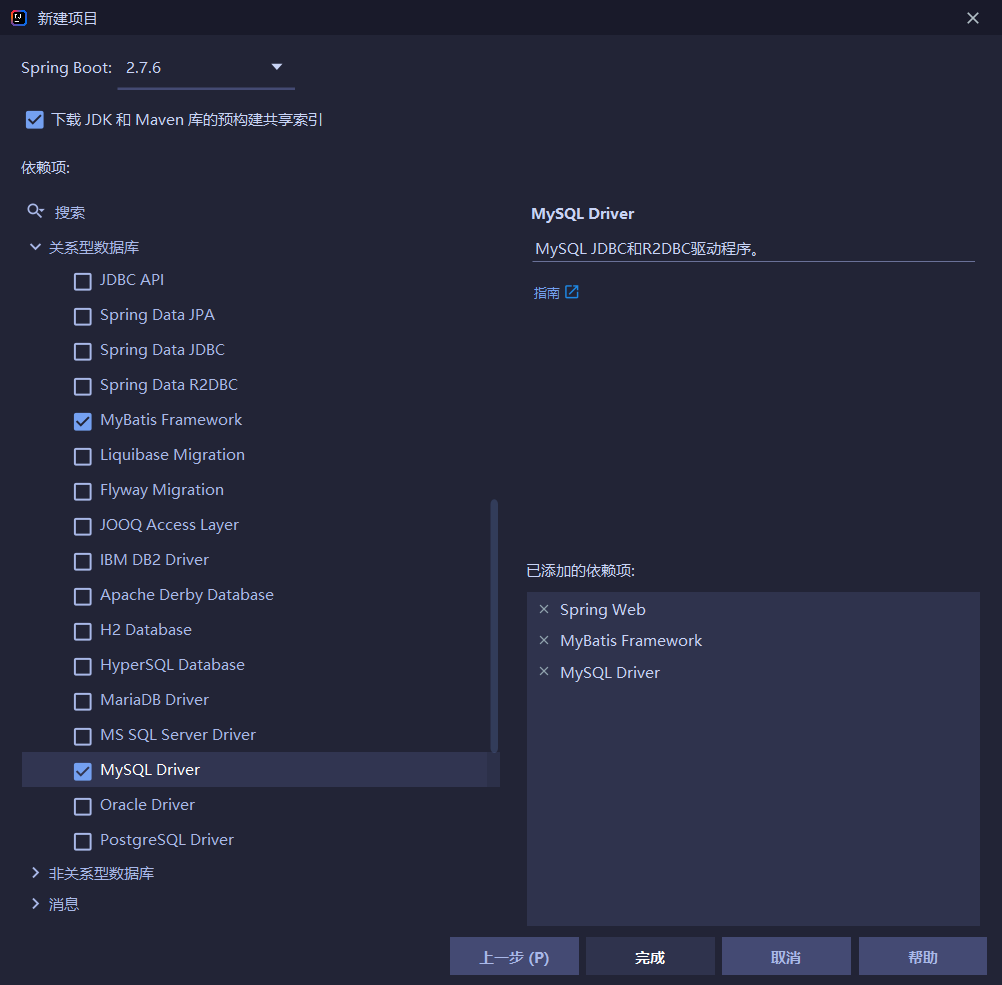 新建项目
Spring Boot: 2.7.6
下载 JDK 和 Maven 库的预构建共享索引
依赖项:
搜索
关系型数据库
JDBC API
Spring Data JPA
Spring Data JDBC
Spring Data R2DBC
MyBatis Framework
Liquibase Migration
Flyway Migration
JOOQ Access Layer
IBM DB2 Driver
Apache Derby Database
H2 Database
HyperSQL Database
MariaDB Driver
MS SQL Server Driver
MySQL Driver
Oracle Driver
PostgreSQL Driver
非关系型数据库
消息
MySQL Driver
MySQL JDBC和R2DBC驱动程序。
指南
已添加的依赖项:
Spring Web
MyBatis Framework
MySQL Driver
上一步 (P)
完成
取消
帮助